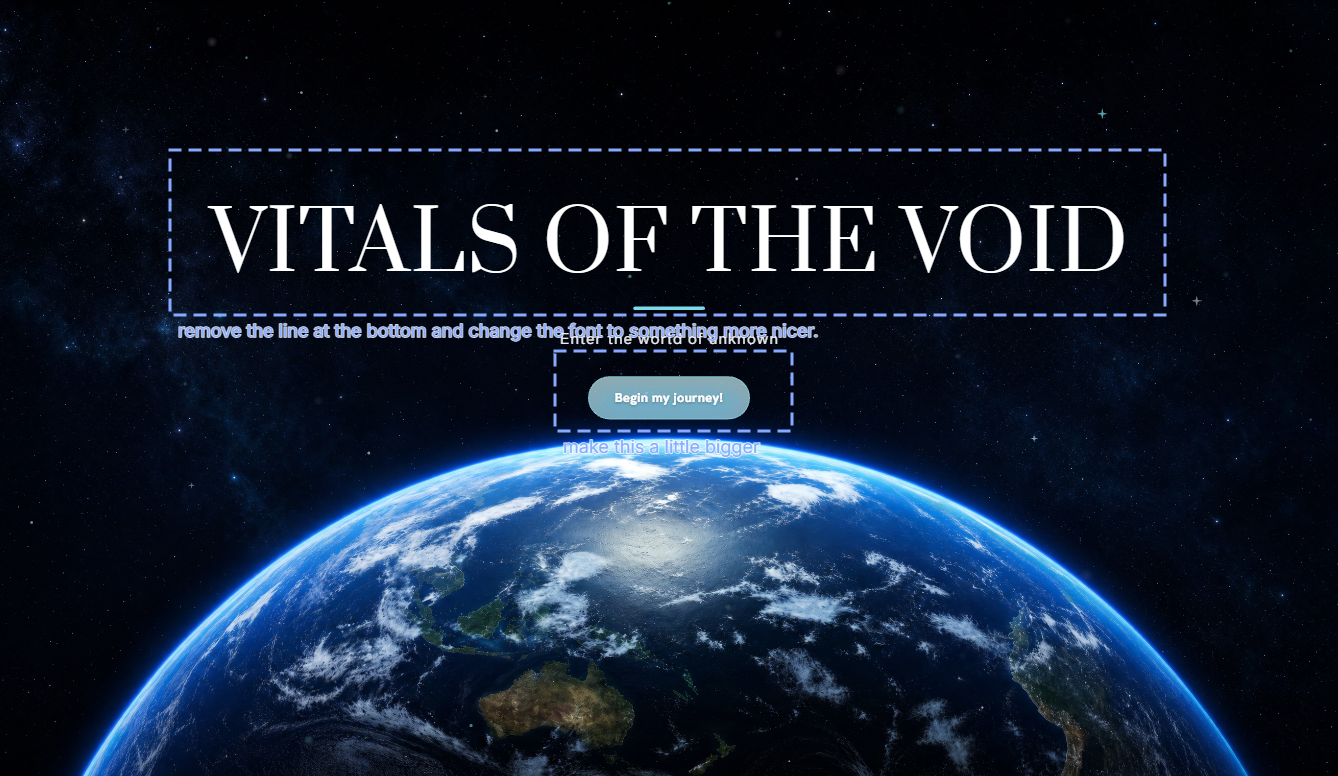 VITALS OF THE VOID
remove the line at the bottom and change the font to something more nicer.
Enter the world of unknown
Begin my journey!
make this a little bigger